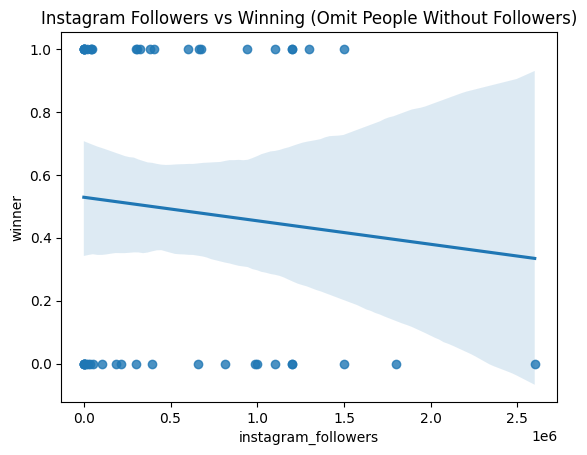 Instagram Followers vs Winning (Omit People Without Followers)
1.0
0.8
0.6
0.4
0.2
0.0
winner
0.0 0.5 1.0 1.5 2.0 2.5
1e6
instagram_followers